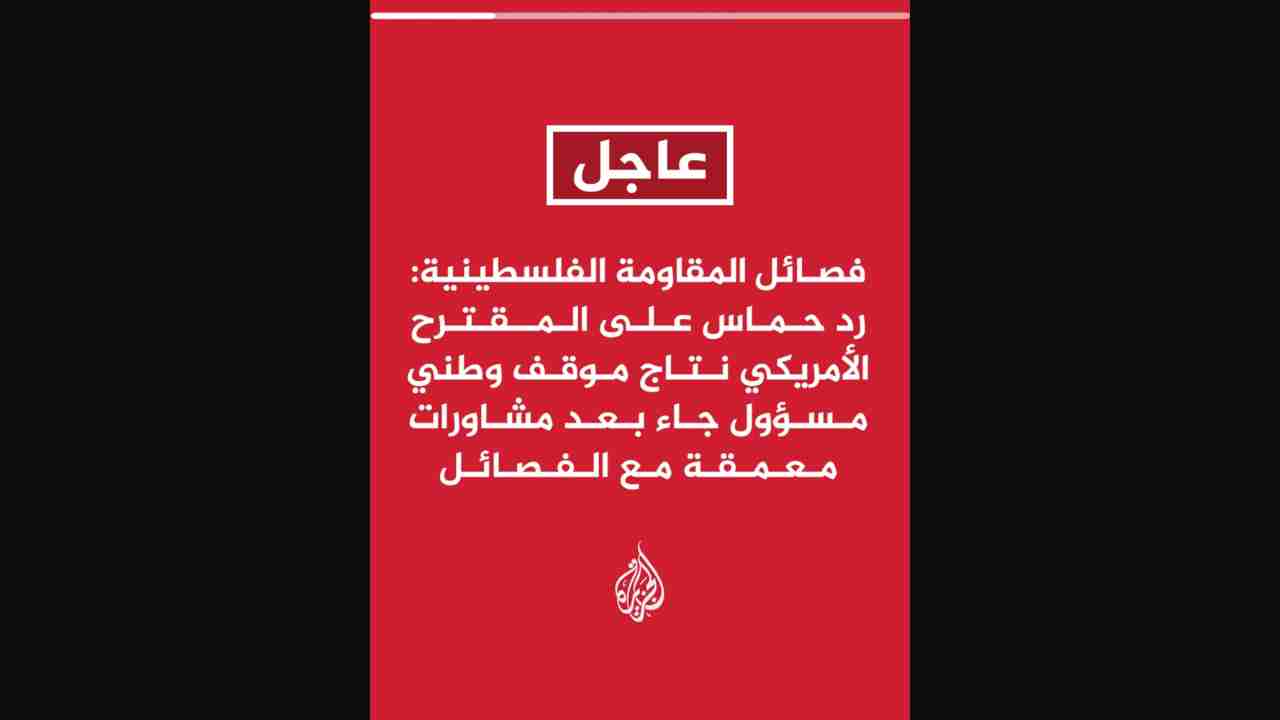 عاجل
فصائل المقاومة الفلسطينية:
رد حماس على المقترح
الأمريكي نتاج موقف وطني
مسؤول جاء بعد مشاورات
معمقة مع الفصائل
الجزيرة